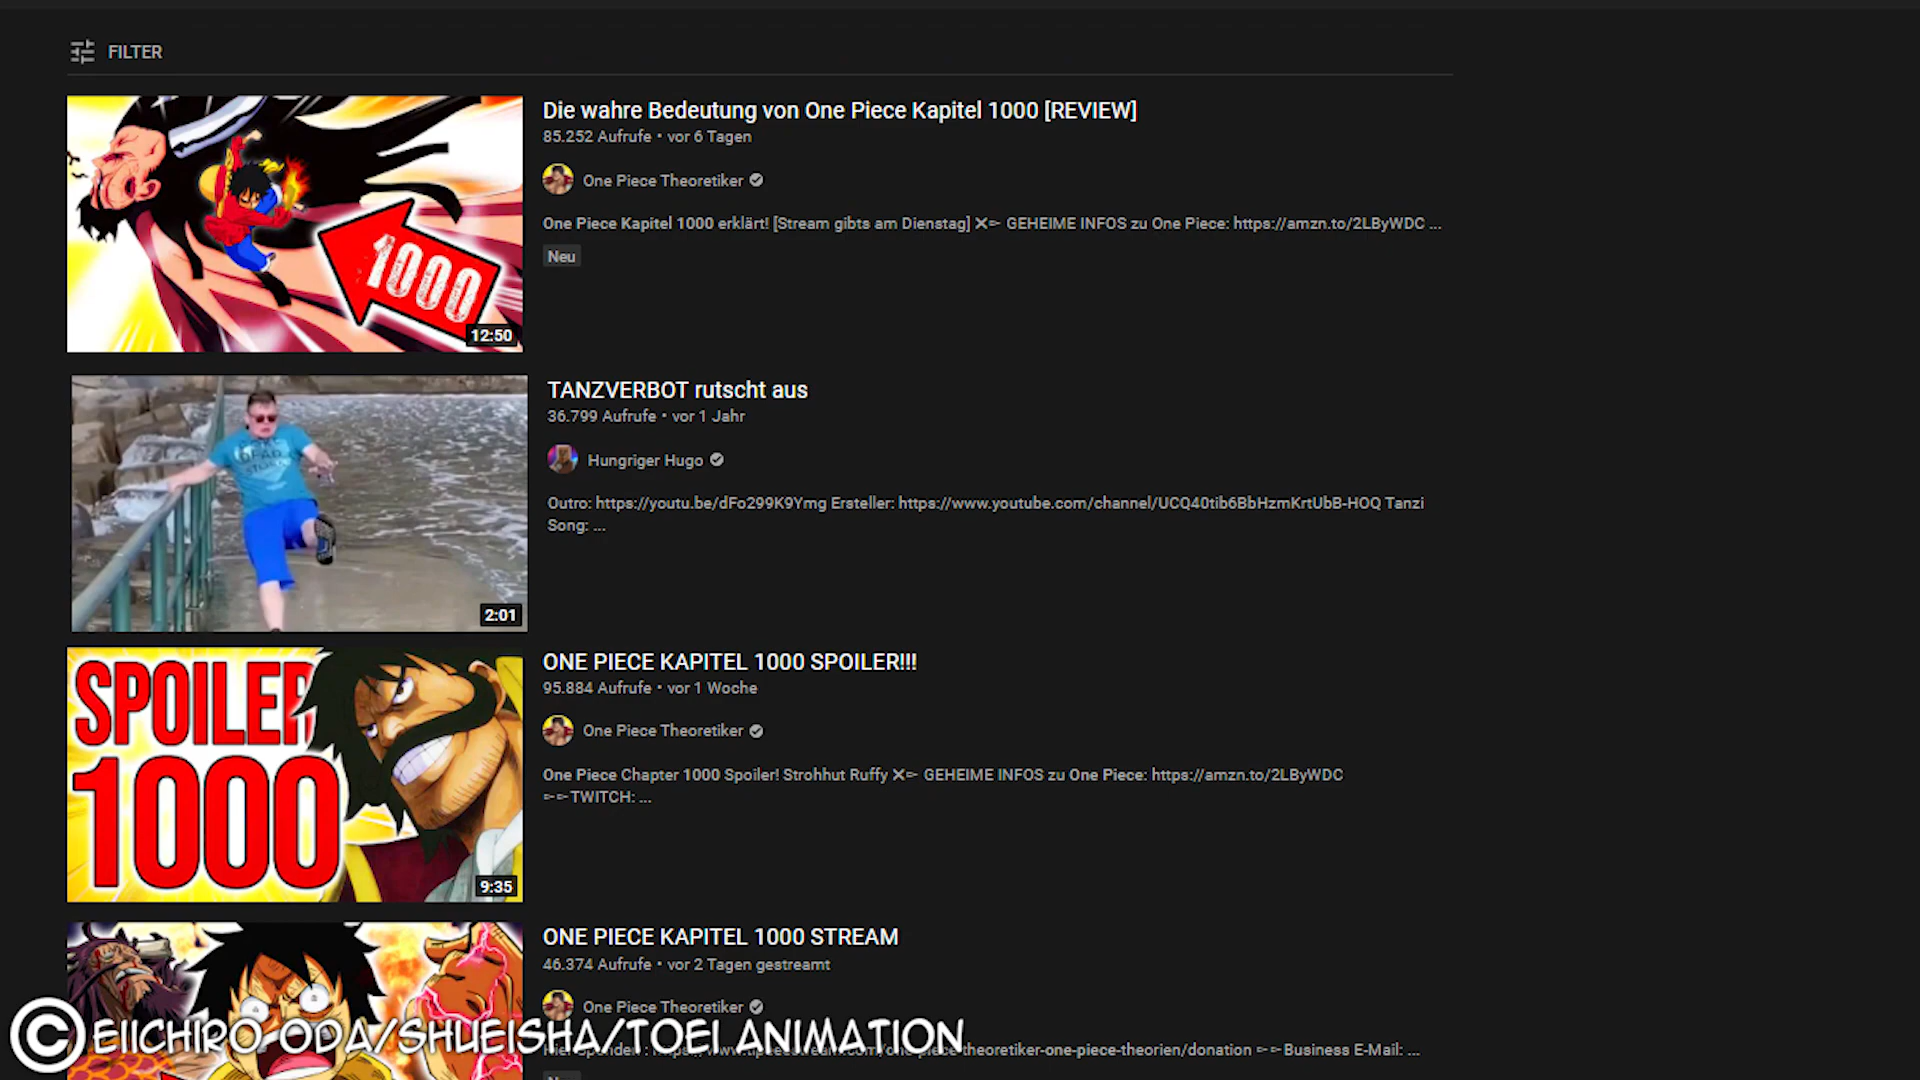 FILTER
Die wahre Bedeutung von One Piece Kapitel 1000 [REVIEW]
85.252 Aufrufe • vor 6 Tagen
One Piece Theoretiker
One Piece Kapitel 1000 erklärt! [Stream gibts am Dienstag] GEHEIME INFOS zu One Piece: https://amzn.to/2LByWDC ...
Neu
1000
12:50
TANZVERBOT rutscht aus
36.799 Aufrufe • vor 1 Jahr
Hungriger Hugo
Outro: https://youtu.be/dFo299K9Ymg Ersteller: https://www.youtube.com/channel/UCQ40tib6BbHzmKrtUbB-HOQ Tanzi
Song: ...
2:01
ONE PIECE KAPITEL 1000 SPOILER!!!
95.884 Aufrufe • vor 1 Woche
One Piece Theoretiker
One Piece Chapter 1000 Spoiler! Strohhut Ruffy GEHEIME INFOS zu One Piece: https://amzn.to/2LByWDC
TWITCH: ...
SPOILER
1000
9:35
ONE PIECE KAPITEL 1000 STREAM
46.374 Aufrufe • vor 2 Tagen gestreamt
One Piece Theoretiker
© EIICHIRO ODA/SHUEISHA/TOEI ANIMATION
theoretiker-one-piece-theorien/donation Business E-Mail: ...